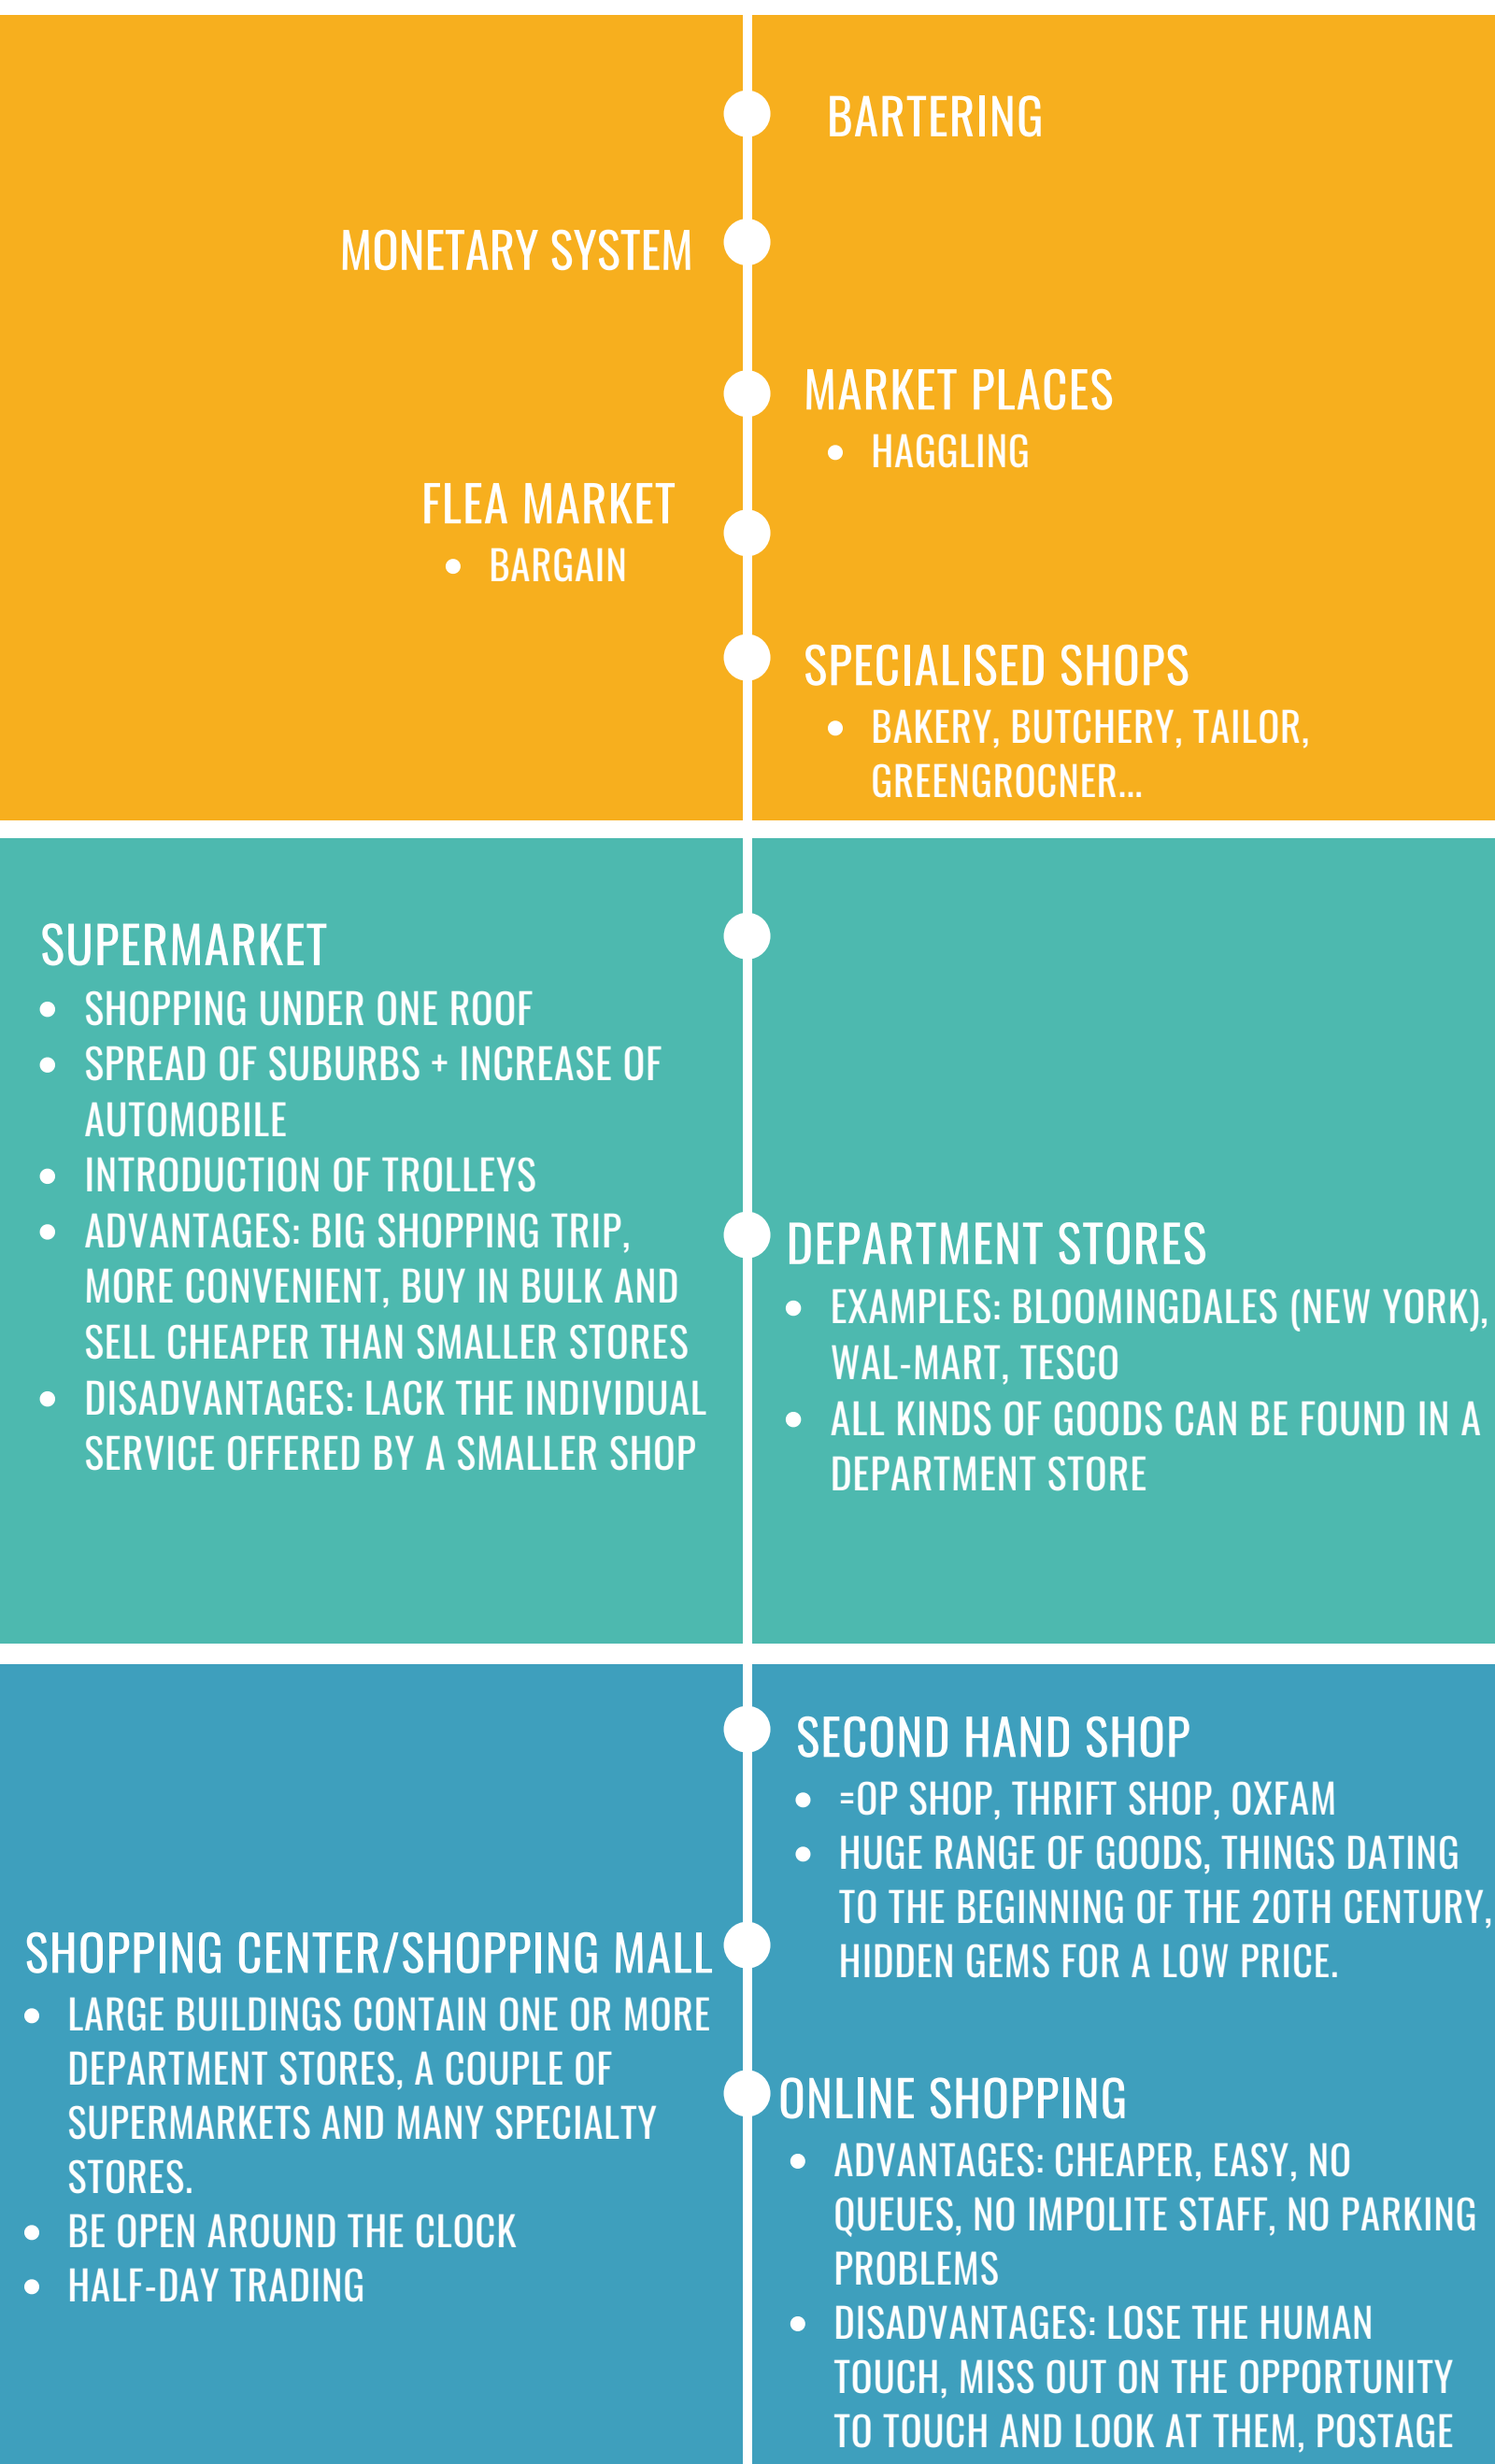 BARTERING
MONETARY SYSTEM
MARKET PLACES
• HAGGLING
FLEA MARKET
• BARGAIN
SPECIALISED SHOPS
• BAKERY, BUTCHERY, TAILOR,
GREENGROCNER...
SUPERMARKET
• SHOPPING UNDER ONE ROOF
• SPREAD OF SUBURBS + INCREASE OF
AUTOMOBILE
• INTRODUCTION OF TROLLEYS
• ADVANTAGES: BIG SHOPPING TRIP,
MORE CONVENIENT, BUY IN BULK AND
SELL CHEAPER THAN SMALLER STORES
• DISADVANTAGES: LACK THE INDIVIDUAL
SERVICE OFFERED BY A SMALLER SHOP
DEPARTMENT STORES
• EXAMPLES: BLOOMINGDALES (NEW YORK),
WAL-MART, TESCO
• ALL KINDS OF GOODS CAN BE FOUND IN A
DEPARTMENT STORE
SECOND HAND SHOP
• =OP SHOP, THRIFT SHOP, OXFAM
• HUGE RANGE OF GOODS, THINGS DATING
TO THE BEGINNING OF THE 20TH CENTURY,
HIDDEN GEMS FOR A LOW PRICE.
SHOPPING CENTER/SHOPPING MALL
• LARGE BUILDINGS CONTAIN ONE OR MORE
DEPARTMENT STORES, A COUPLE OF
SUPERMARKETS AND MANY SPECIALTY
STORES.
• BE OPEN AROUND THE CLOCK
• HALF-DAY TRADING
ONLINE SHOPPING
• ADVANTAGES: CHEAPER, EASY, NO
QUEUES, NO IMPOLITE STAFF, NO PARKING
PROBLEMS
• DISADVANTAGES: LOSE THE HUMAN
TOUCH, MISS OUT ON THE OPPORTUNITY
TO TOUCH AND LOOK AT THEM, POSTAGE